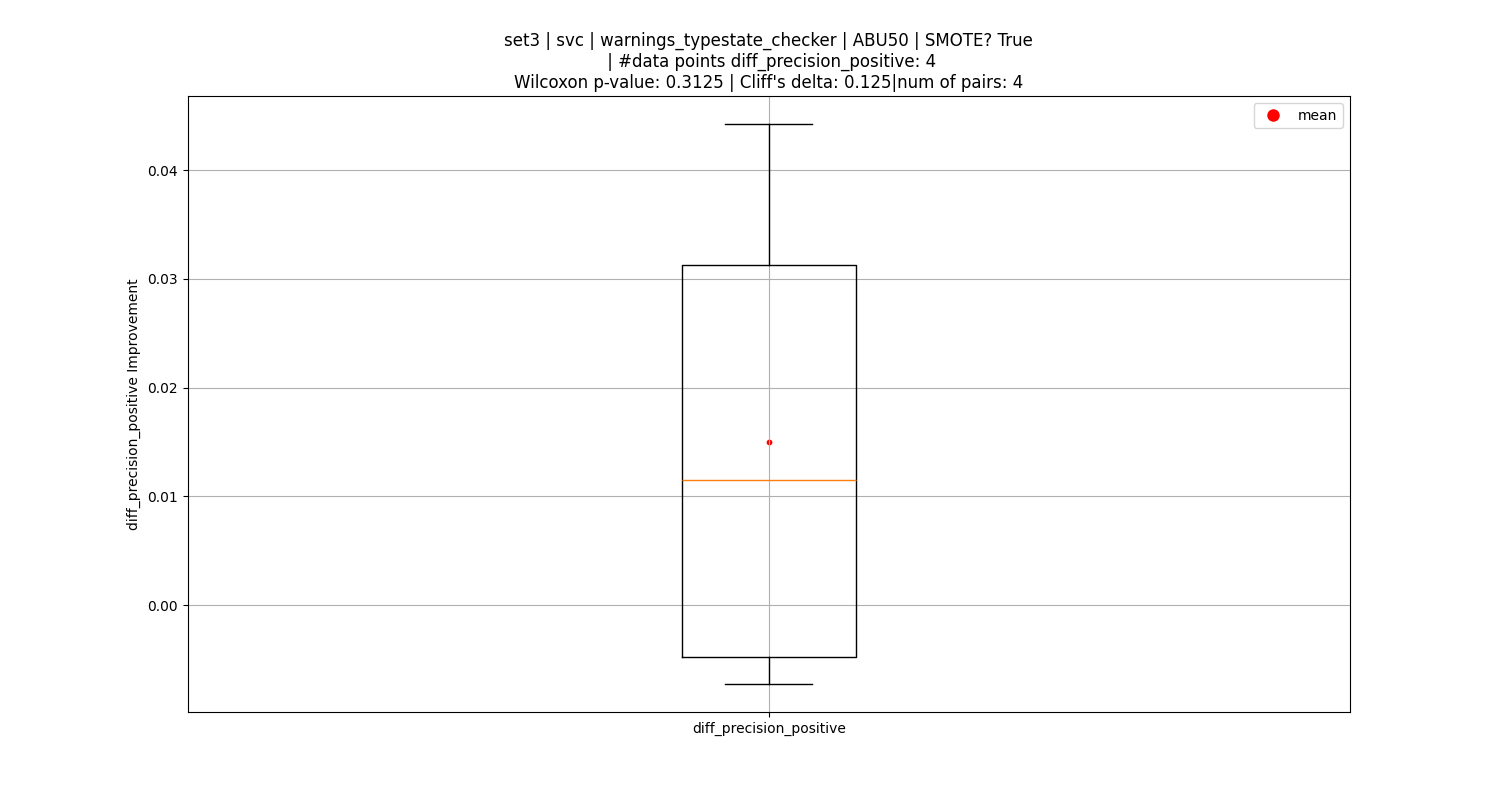 set3 | svc | warnings_typestate_checker | ABU50 | SMOTE? True
| #data points diff_precision_positive: 4
Wilcoxon p-value: 0.3125 | Cliff's delta: 0.125|num of pairs: 4
mean
0.04
0.03
0.02
0.01
0.00
diff_precision_positive Improvement
diff_precision_positive